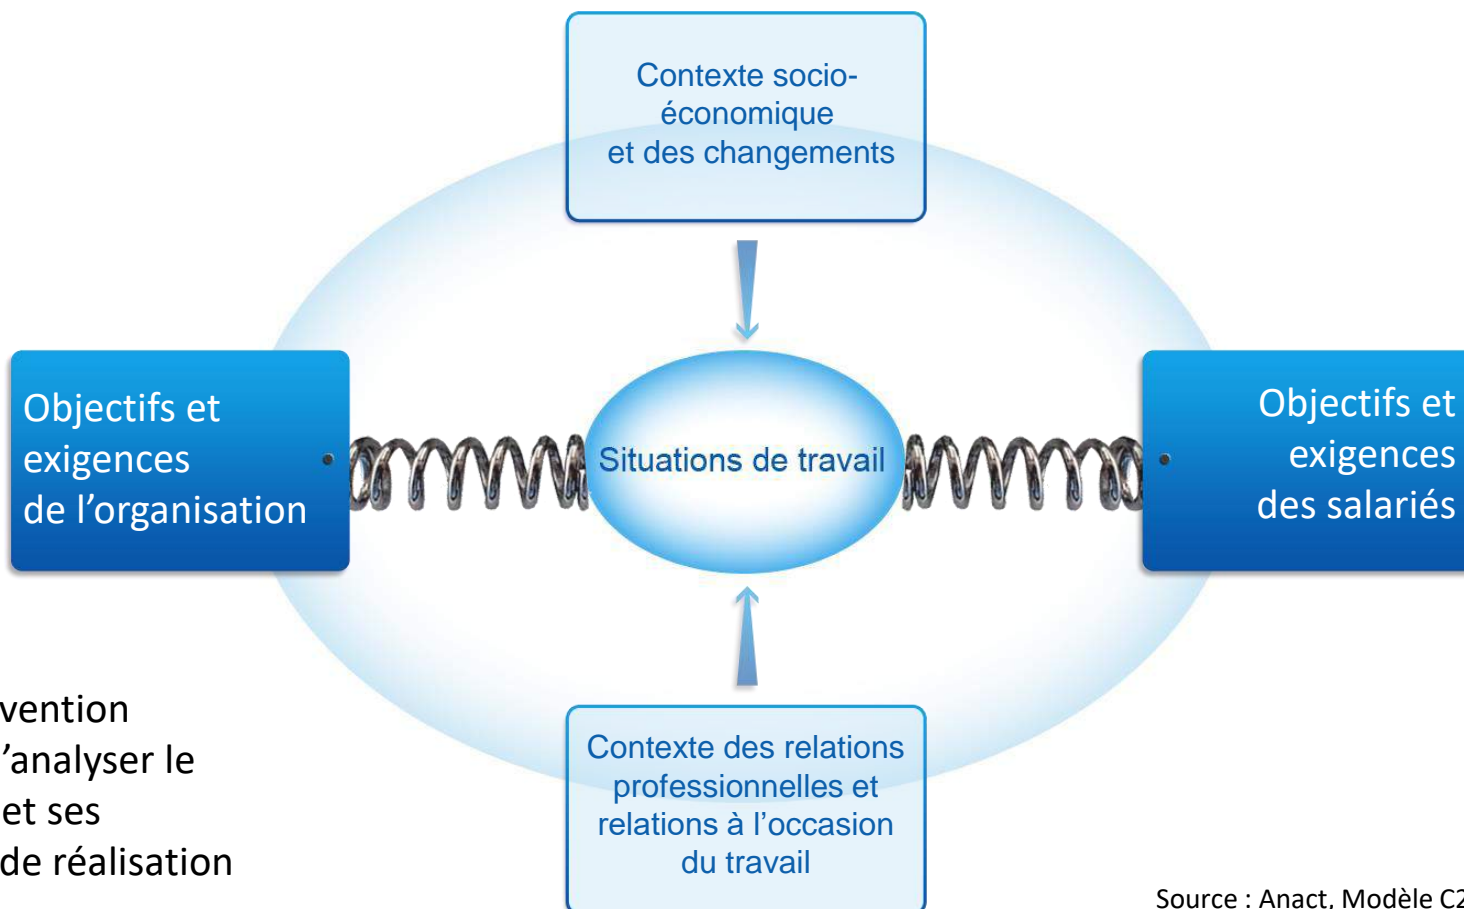 Contexte socio-
économique
et des changements
Objectifs et
exigences
de l’organisation
Situations de travail
Objectifs et
exigences
des salariés
Contexte des relations
professionnelles et
relations à l’occasion
du travail
vention
’analyser le
et ses
de réalisation
Source : Anact, Modèle C2